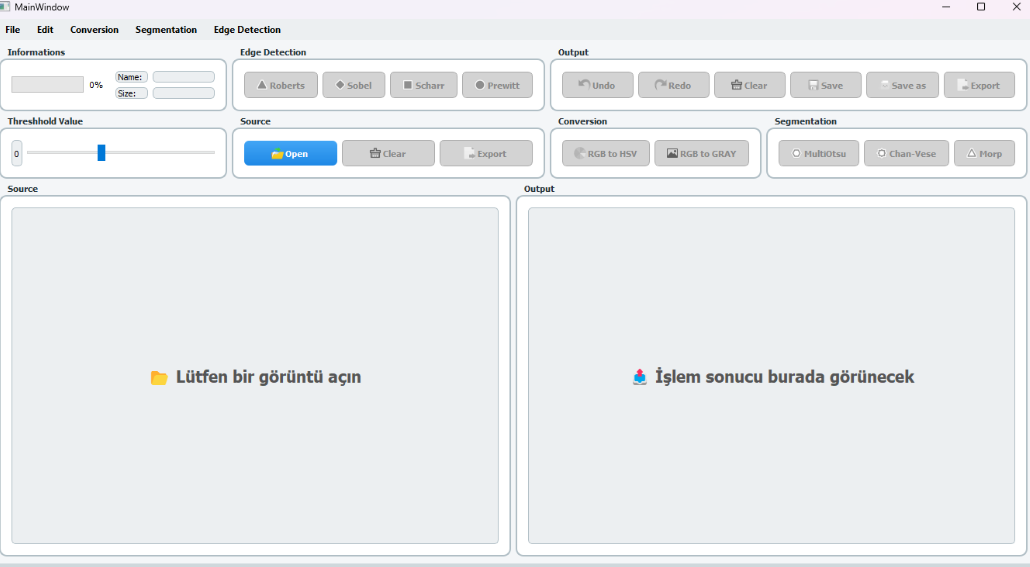 MainWindow
File Edit Conversion Segmentation Edge Detection
Informations Edge Detection Output
0% Name: Roberts Sobel Scharr Prewitt Undo Redo Clear Save Save as Export
Size:
Threshhold Value Source Conversion Segmentation
0 Open Clear Export RGB to HSV RGB to GRAY MultiOtsu Chan-Vese Morp
Source Output
Lütfen bir görüntü açın İşlem sonucu burada görünecek